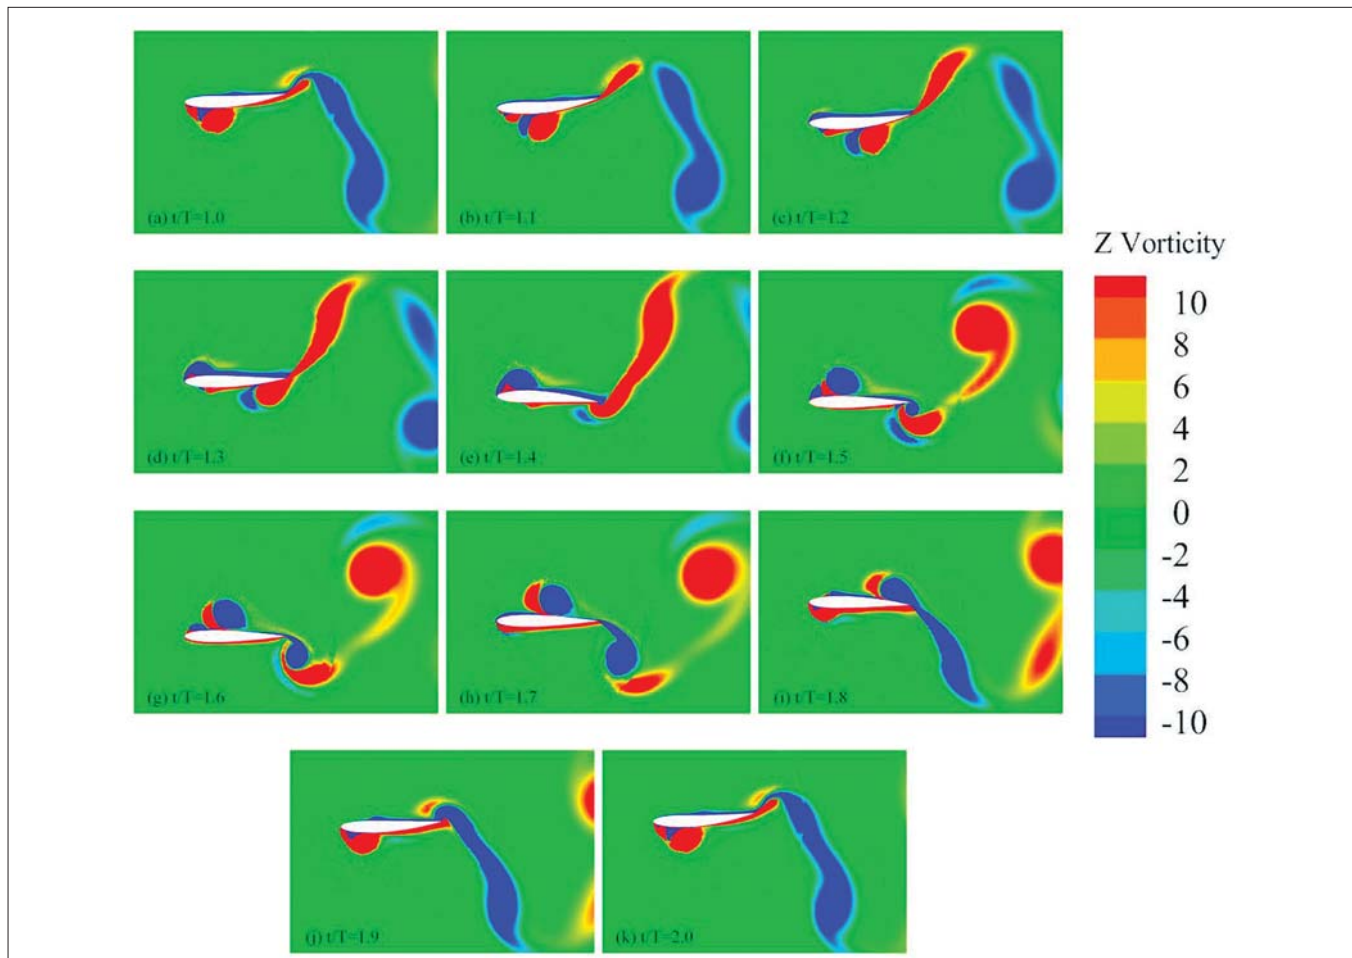 (a) t/T=1.0
(b) t/T=1.1
(c) t/T=1.2
Z Vorticity
10
8
6
4
2
0
-2
-4
-6
-8
-10
(d) t/T=1.3
(e) t/T=1.4
(f) t/T=1.5
(g) t/T=1.6
(h) t/T=1.7
(i) t/T=1.8
(j) t/T=1.9
(k) t/T=2.0